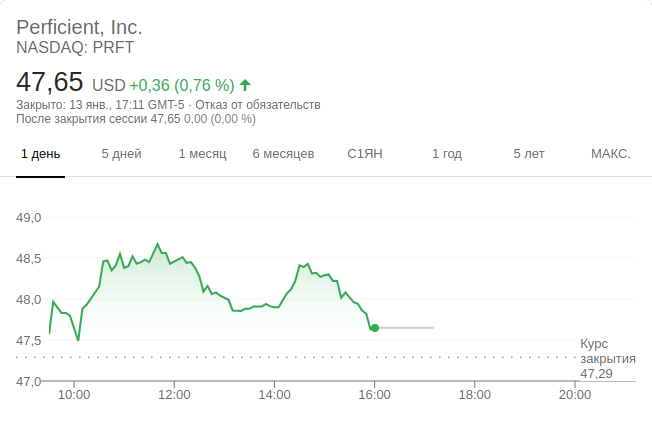 Perficient, Inc.
NASDAQ: PRFT
47,65 USD +0,36 (0,76 %)
Закрыто: 13 янв., 17:11 GMT-5 · Отказ от обязательств
После закрытия сессии 47,65 0,00 (0,00 %)
1 день 5 дней 1 месяц 6 месяцев С1ЯН 1 год 5 лет МАКС.
49,0
48,5
48,0
47,5
Курс
закрытия
47,29
47,0
10:00 12:00 14:00 16:00 18:00 20:00